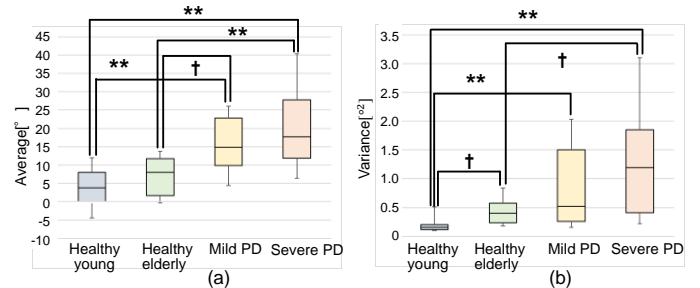 **
**
**
†
45
40
35
30
25
20
15
10
5
0
-5
-10
Average[° ]
Healthy
young
Healthy
elderly
Mild PD
Severe PD
(a)
**
†
**
†
3.5
3.0
2.5
2.0
1.5
1.0
0.5
0
Variance[°2]
Healthy
young
Healthy
elderly
Mild PD
Severe PD
(b)